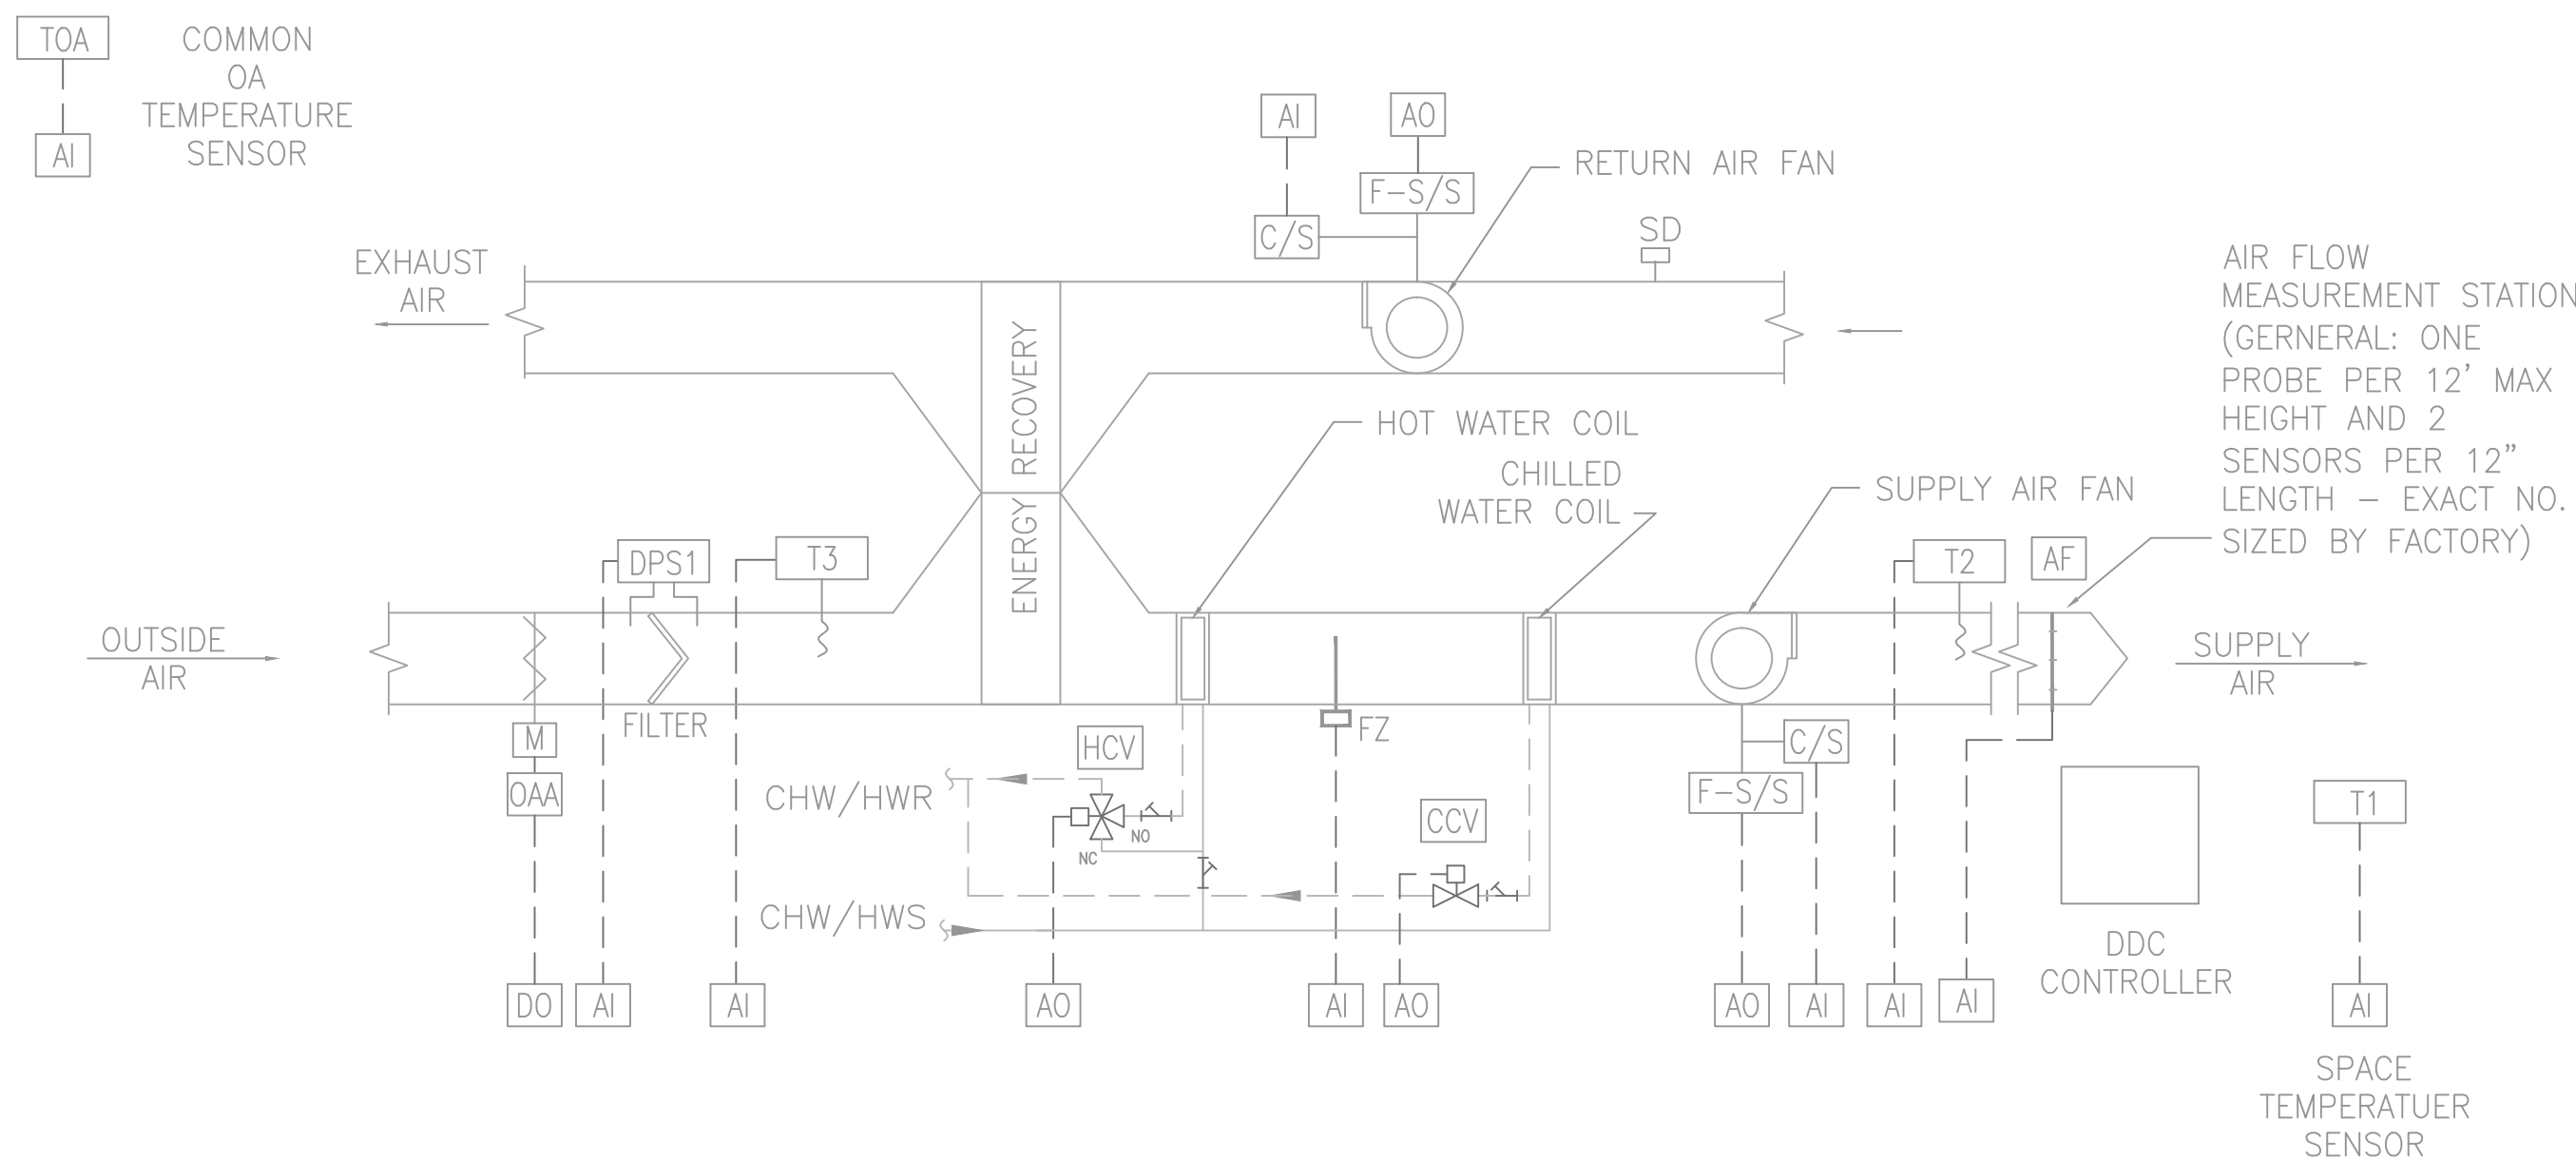 TOA
COMMON
OA
TEMPERATURE
SENSOR
AI
AI
AO
F-S/S
C/S
RETURN AIR FAN
SD
EXHAUST
AIR
ENERGY RECOVERY
HOT WATER COIL
CHILLED
WATER COIL
SUPPLY AIR FAN
AIR FLOW
MEASUREMENT STATION
(GERNERAL: ONE
PROBE PER 12' MAX
HEIGHT AND 2
SENSORS PER 12"
LENGTH - EXACT NO.
SIZED BY FACTORY)
DPS1
T3
T2
AF
OUTSIDE
AIR
FILTER
SUPPLY
AIR
M
OAA
HCV
FZ
C/S
F-S/S
CHW/HWR
NO
NC
CCV
T1
CHW/HWS
DDC
CONTROLLER
DO
AI
AI
AO
AI
AO
AO
AI
AI
AI
AI
SPACE
TEMPERATUER
SENSOR